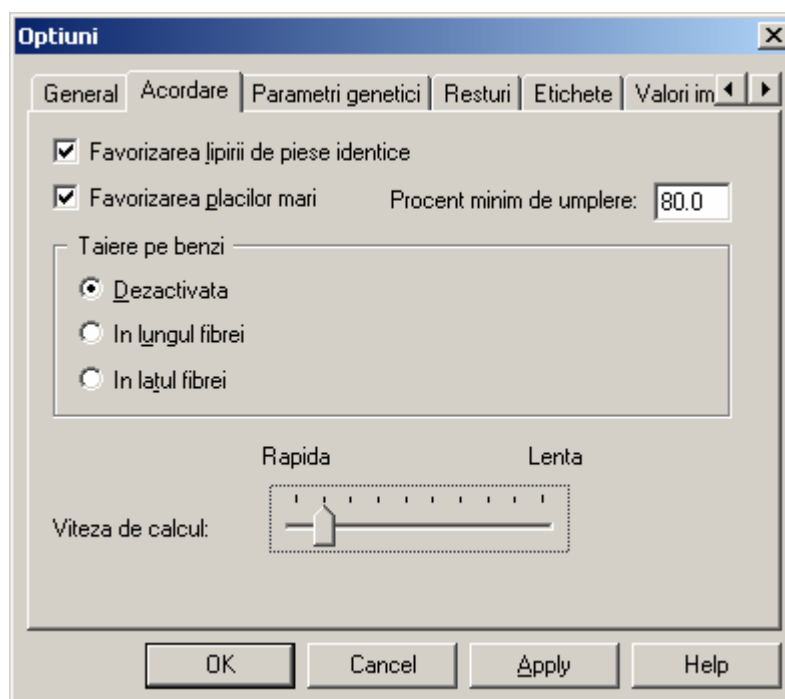 Optiuni
General Acordare Parametri genetici Resturi Etichete Valori im
Favorizarea lipirii de piese identice
Favorizarea placilor mari Procent minim de umplere: 80.0
Taiere pe benzi
Dezactivata
In lungul fibrei
In latul fibrei
Rapida Lenta
Viteza de calcul:
OK Cancel Apply Help